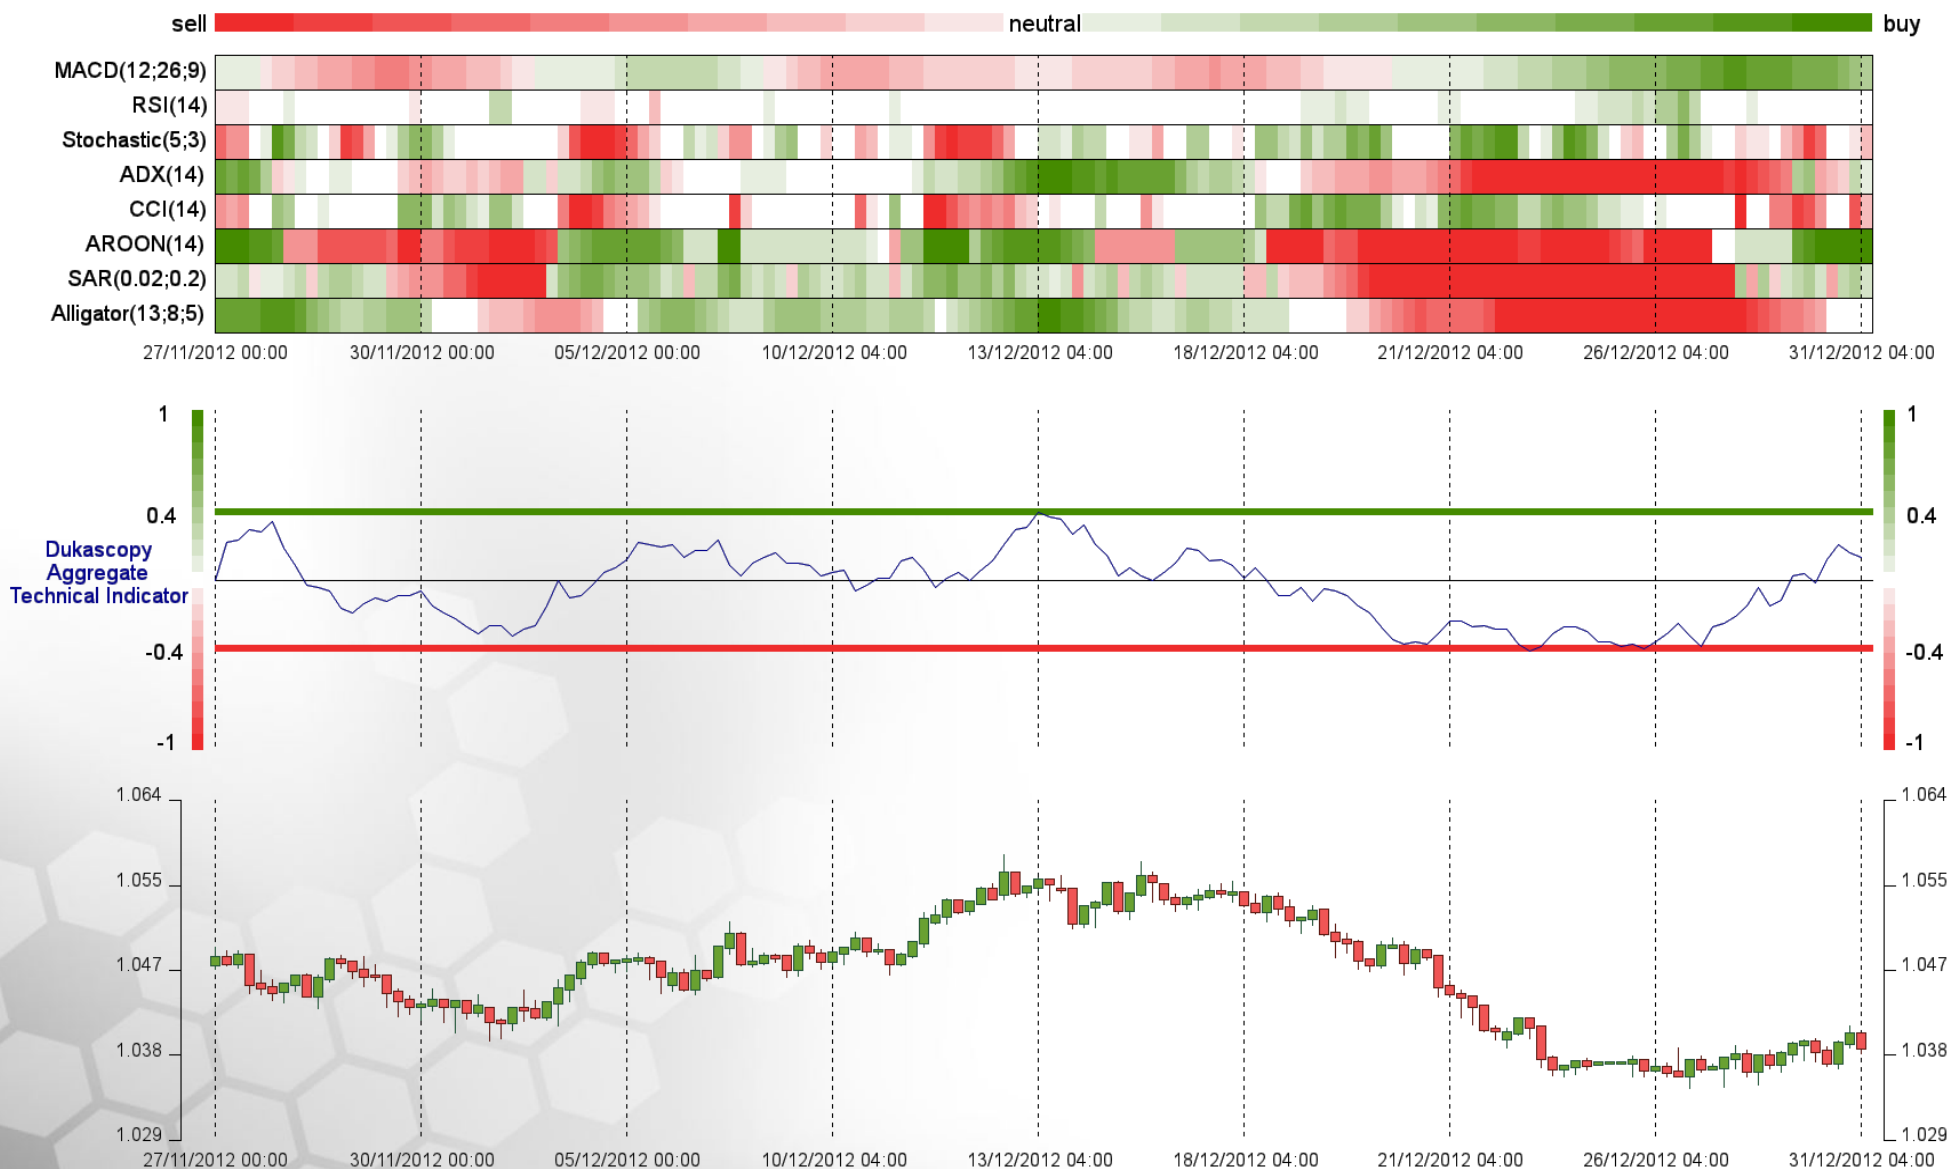 sell neutral buy
MACD(12;26;9)
RSI(14)
Stochastic(5;3)
ADX(14)
CCI(14)
AROON(14)
SAR(0.02;0.2)
Alligator(13;8;5)
27/11/2012 00:00 30/11/2012 00:00 05/12/2012 00:00 10/12/2012 04:00 13/12/2012 04:00 18/12/2012 04:00 21/12/2012 04:00 26/12/2012 04:00 31/12/2012 04:00
1 1
0.4 0.4
Dukascopy
Aggregate
Technical Indicator
-0.4 -0.4
-1 -1
1.064 1.064
1.055 1.055
1.047 1.047
1.038 1.038
1.029 1.029
27/11/2012 00:00 30/11/2012 00:00 05/12/2012 00:00 10/12/2012 04:00 13/12/2012 04:00 18/12/2012 04:00 21/12/2012 04:00 26/12/2012 04:00 31/12/2012 04:00